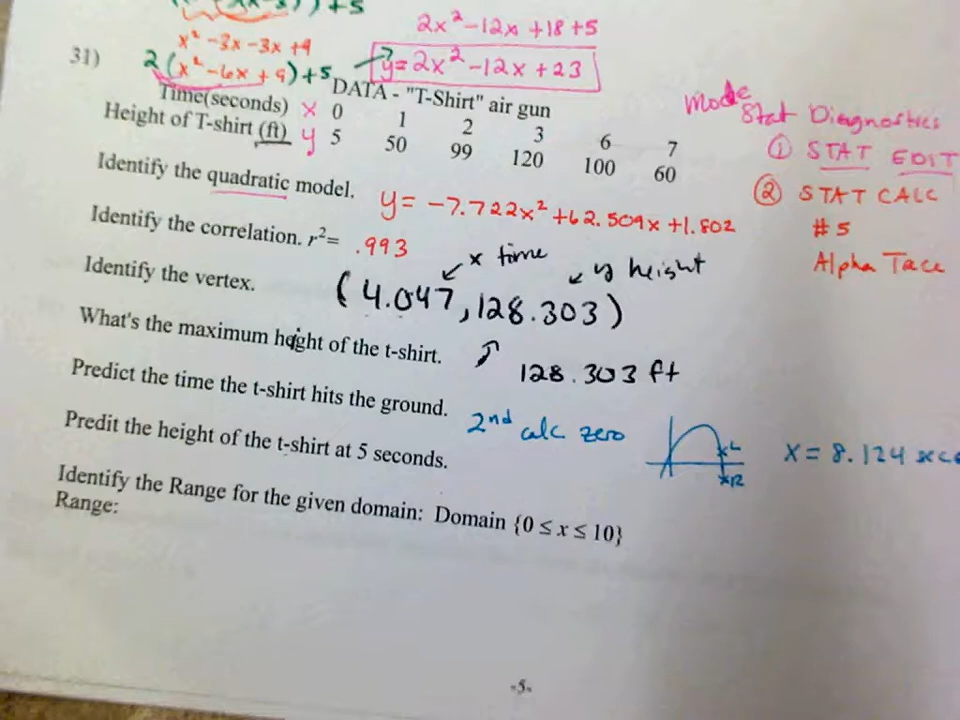 +5
2x² -12x +18 +5
x² -3x -3x +9
31) 2(x² -6x + 9) +5 → y = 2x² -12x + 23
DATA - "T-Shirt" air gun
Time(seconds) x 0 1 2 3 6 7
Height of T-shirt (ft) y 5 50 99 120 100 60
Mode
Stat Diagnostics
① STAT EDIT
② STAT CALC
#5
Alpha Tace
Identify the quadratic model. y = -7.722x² +62.509x +1.802
Identify the correlation. r²= .993
x time
y height
Identify the vertex. (4.047, 128.303)
What's the maximum height of the t-shirt. 128.303 ft
Predict the time the t-shirt hits the ground. 2nd calc zero x = 8.124
Predit the height of the t-shirt at 5 seconds.
Identify the Range for the given domain: Domain {0 ≤ x ≤ 10}
Range:
-5-